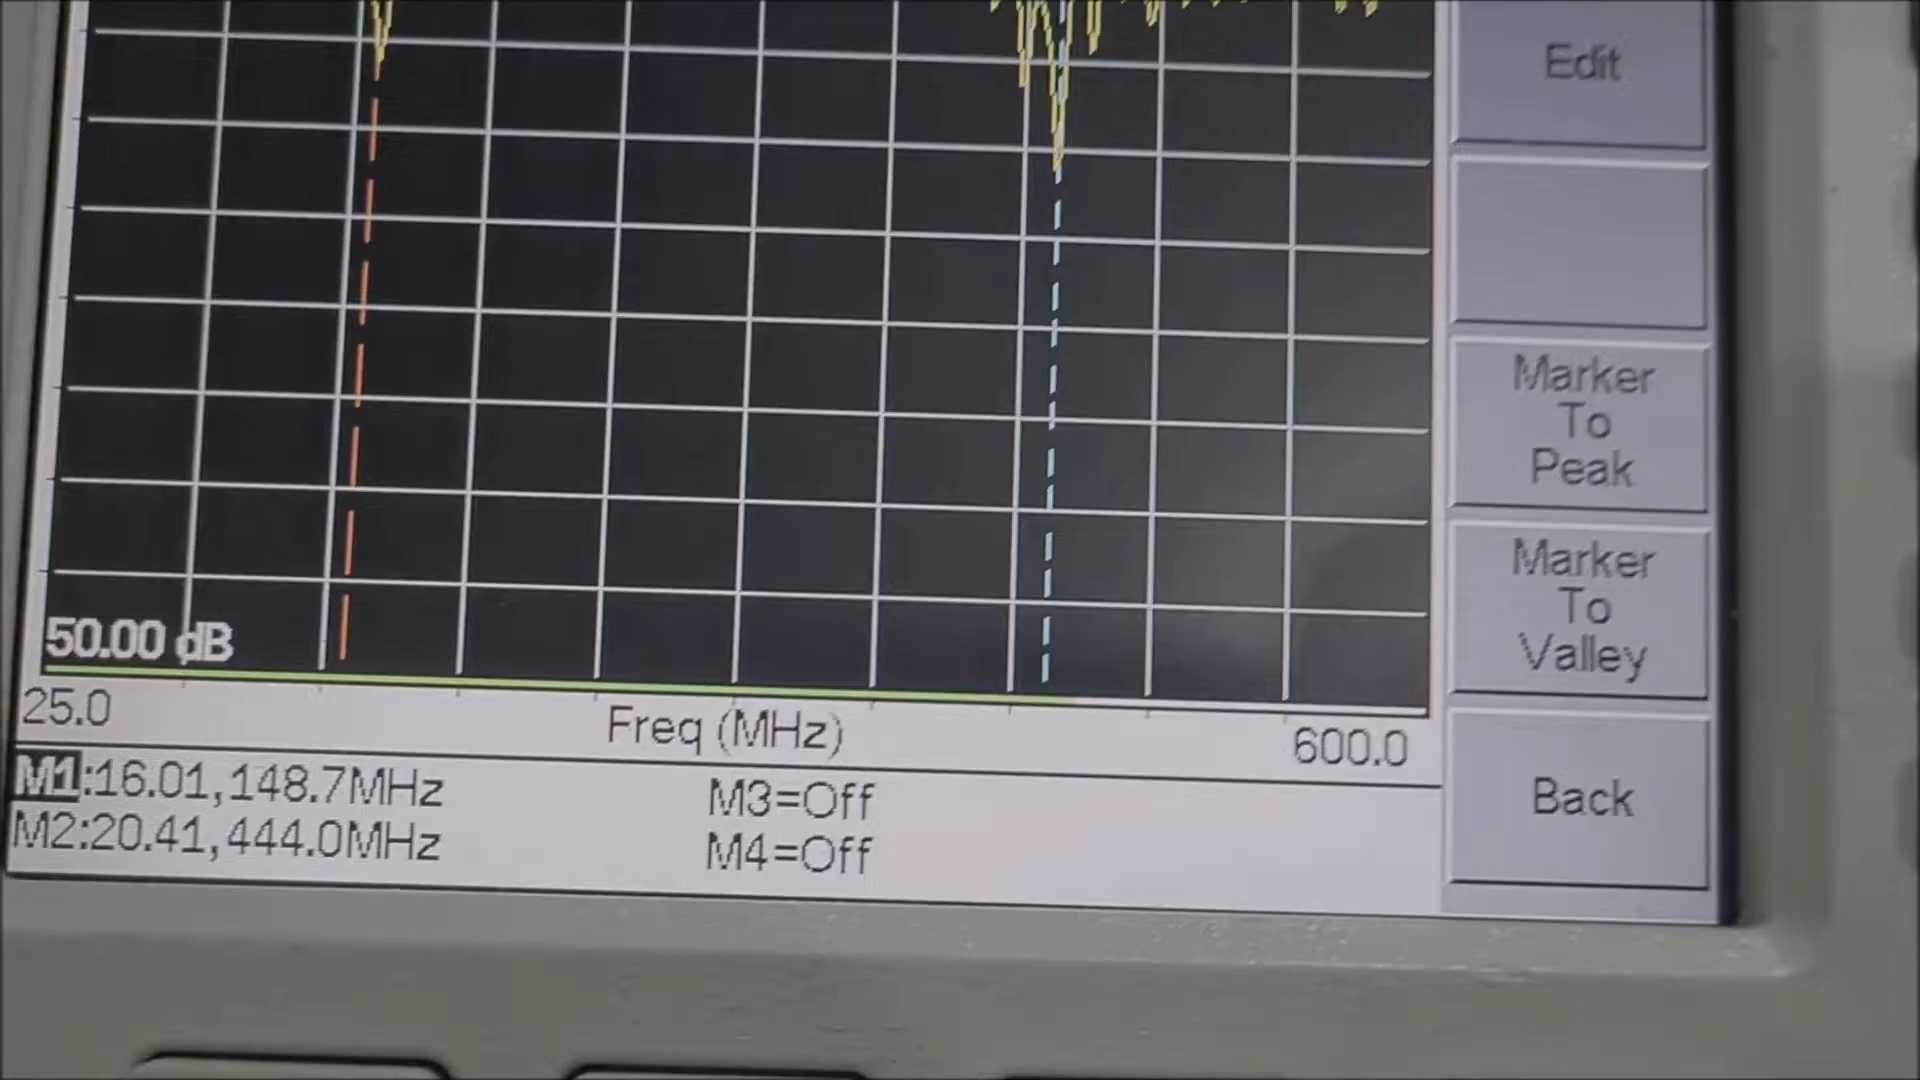 Edit
Marker
To
Peak
Marker
To
Valley
50.00 dB
25.0
Freq (MHz)
600.0
M1:16.01,148.7MHz
M3=Off
M2:20.41,444.0MHz
M4=Off
Back